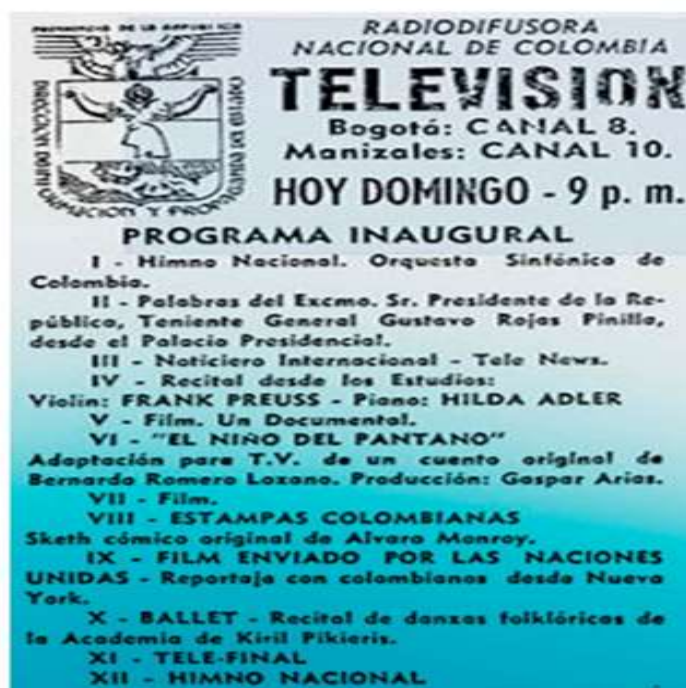 PRESIDENCIA DE LA REPUBLICA
RADIODIFUSORA
NACIONAL DE COLOMBIA
TELEVISION
Bogotá: CANAL 8.
Manizales: CANAL 10.
HOY DOMINGO - 9 p. m.
PROGRAMA INAUGURAL
I - Himno Nacional. Orquesta Sinfónica de
Colombia.
II - Palabras del Excmo. Sr. Presidente de la Re-
pública, Teniente General Gustavo Rojas Pinilla,
desde el Palacio Presidencial.
III - Noticiero Internacional - Tele News.
IV - Recital desde los Estudios:
Violín: FRANK PREUSS - Piano: HILDA ADLER
V - Film. Un Documental.
VI - "EL NIÑO DEL PANTANO"
Adaptación para T.V. de un cuento original de
Bernardo Romero Lozano. Producción: Gaspar Arias.
VII - Film.
VIII - ESTAMPAS COLOMBIANAS
Sketh cómico original de Alvaro Monroy.
IX - FILM ENVIADO POR LAS NACIONES
UNIDAS - Reportaje con colombianos desde Nueva
York.
X - BALLET - Recital de danzas folklóricas de
la Academia de Kiril Pikieris.
XI - TELE-FINAL
XII - HIMNO NACIONAL